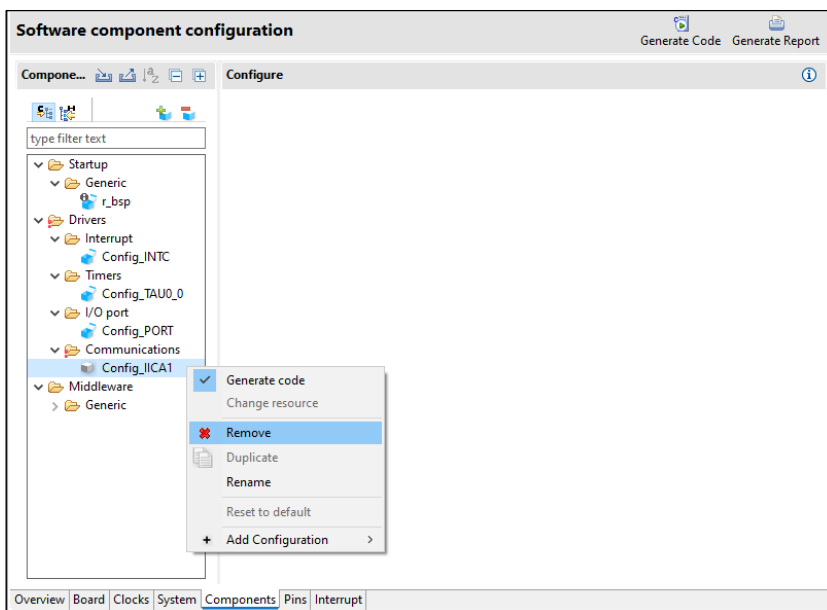 Software component configuration
Generate Code Generate Report
Compone...
Configure
type filter text
Startup
Generic
r_bsp
Drivers
Interrupt
Config_INTC
Timers
Config_TAU0_0
I/O port
Config_PORT
Communications
Config_IICA1
Middleware
Generic
Generate code
Change resource
Remove
Duplicate
Rename
Reset to default
Add Configuration
Overview Board Clocks System Components Pins Interrupt